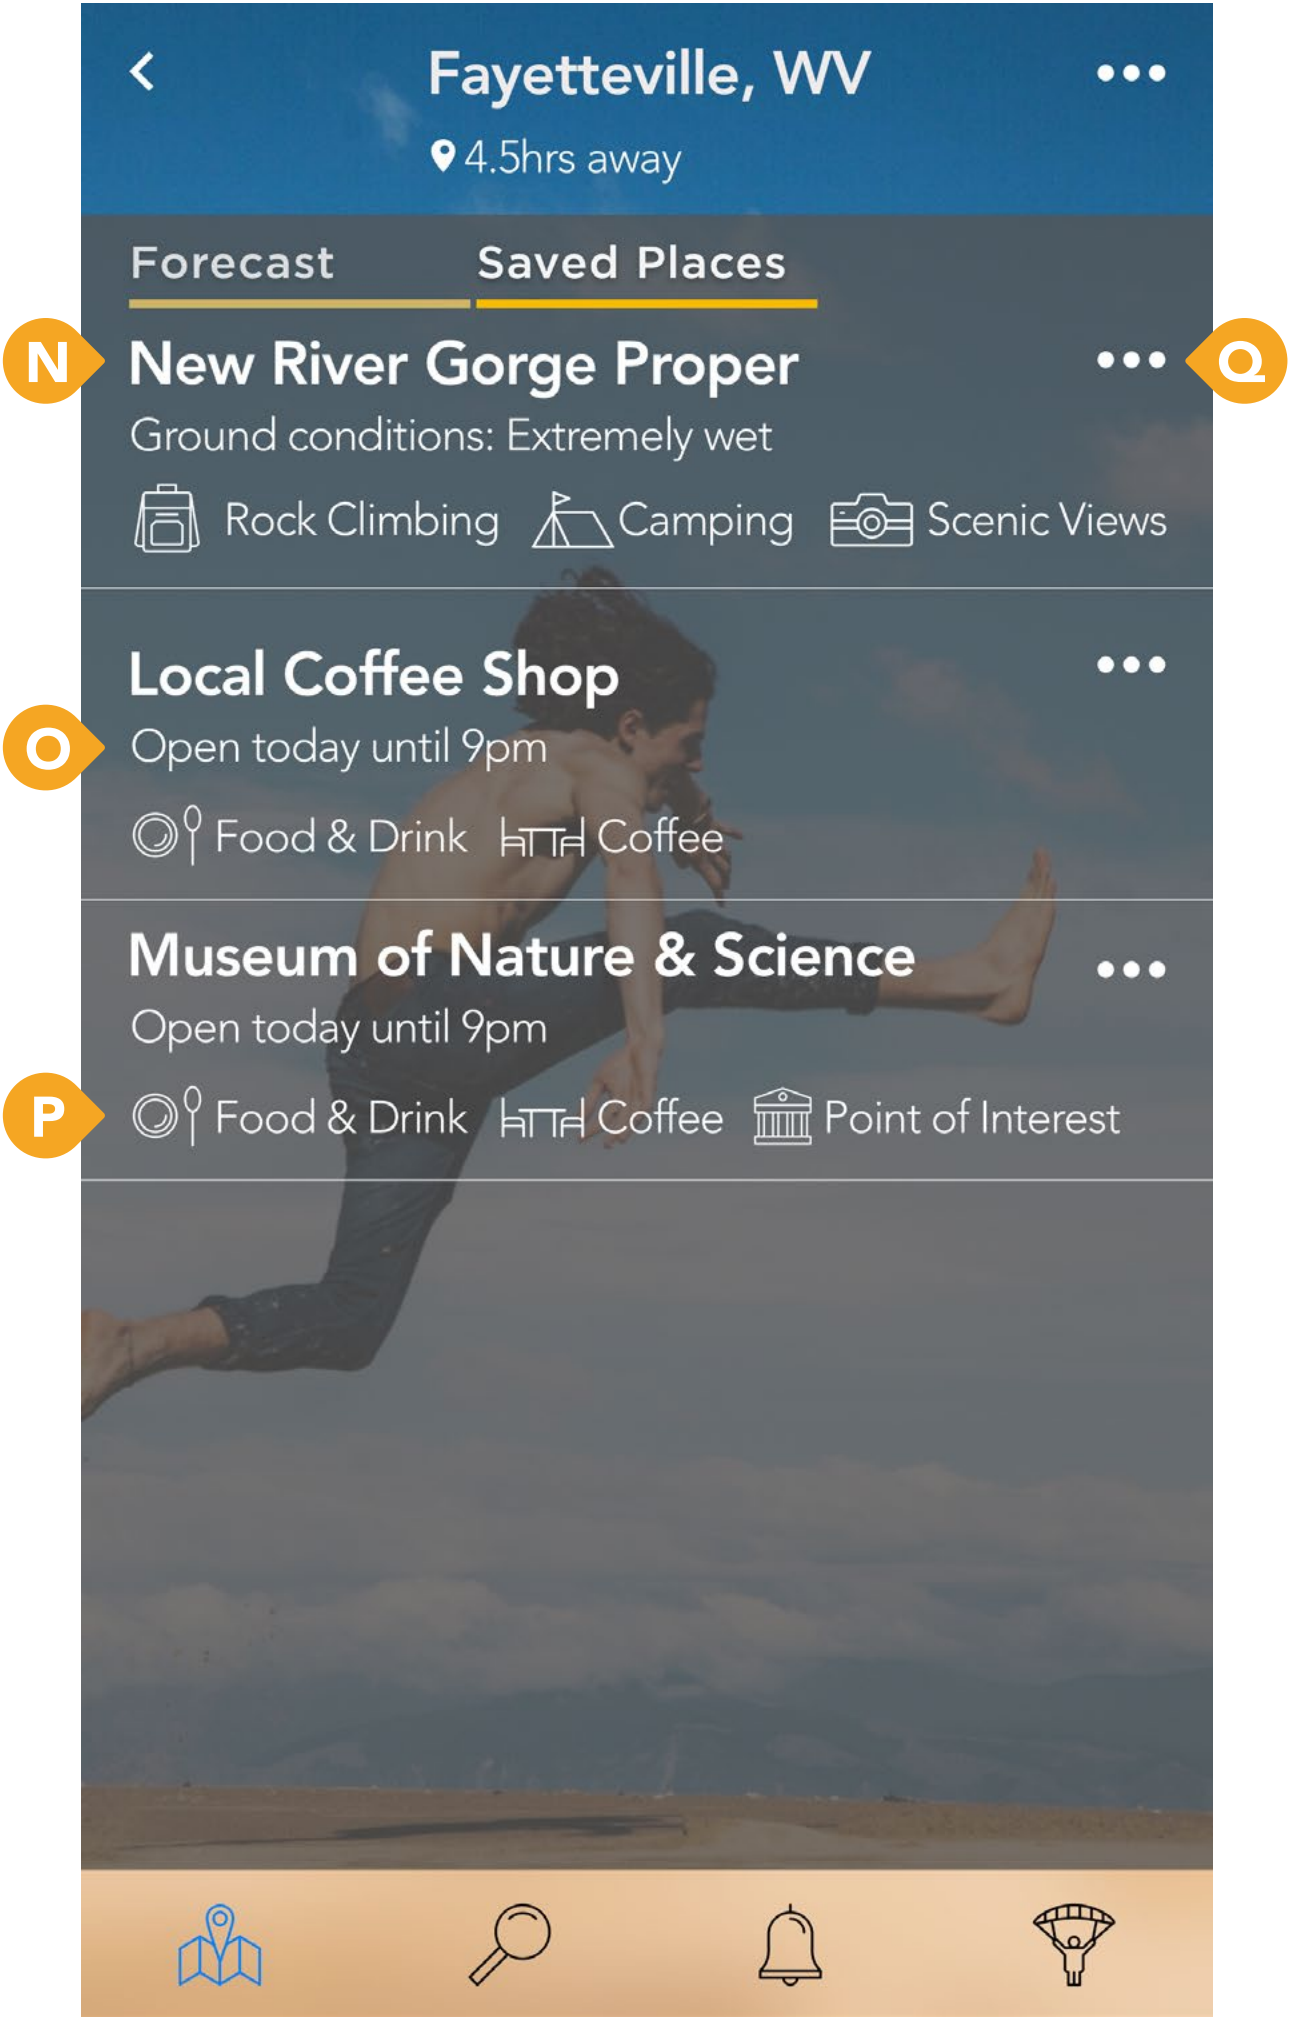 Fayetteville, WV
4.5hrs away
Forecast Saved Places
N New River Gorge Proper Q
Ground conditions: Extremely wet
Rock Climbing Camping Scenic Views
Local Coffee Shop
O Open today until 9pm
Food & Drink Coffee
Museum of Nature & Science
Open today until 9pm
P Food & Drink Coffee Point of Interest